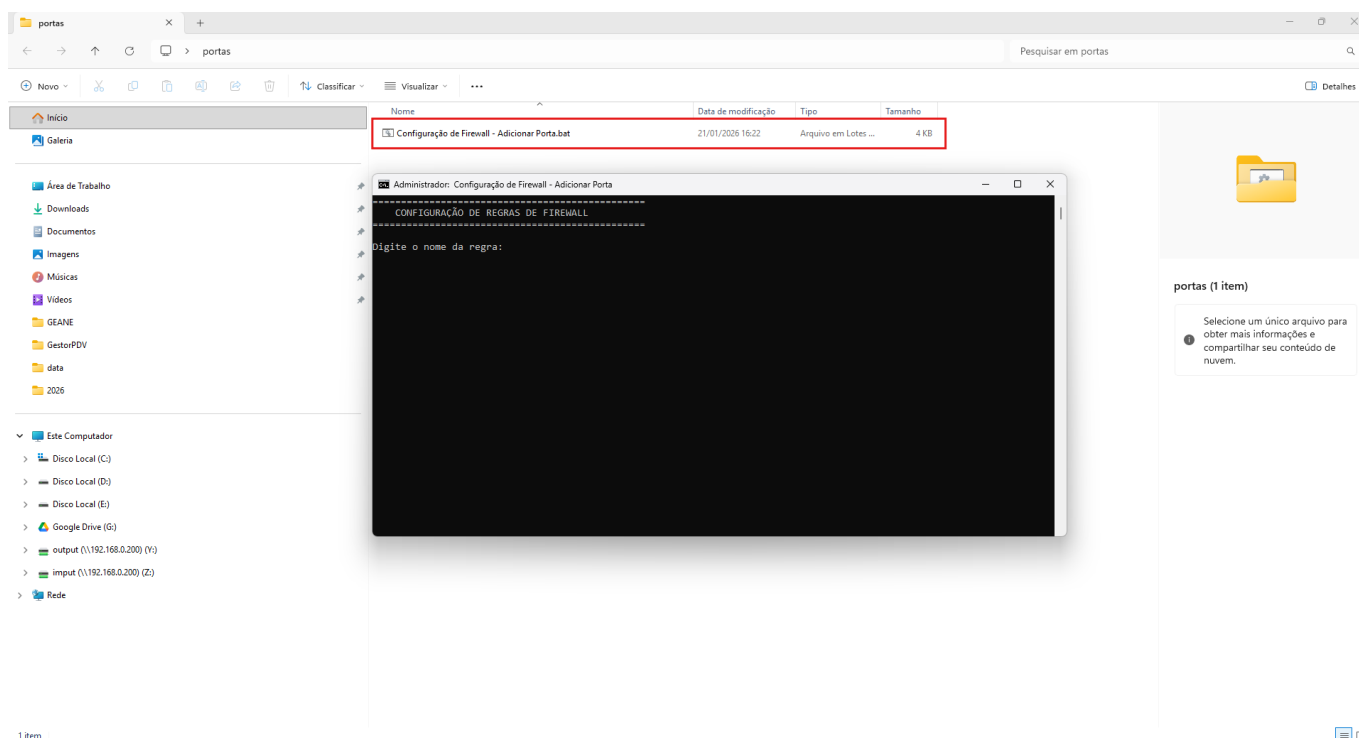 portas
portas
Pesquisar em portas
Novo
Classificar
Visualizar
Detalhes
Início
Galeria
Área de Trabalho
Downloads
Documentos
Imagens
Músicas
Vídeos
GEANE
GestorPDV
data
2026
Este Computador
Disco Local (C:)
Disco Local (D:)
Disco Local (E:)
Google Drive (G:)
output (\\192.168.0.200) (Y:)
imput (\\192.168.0.200) (Z:)
Rede
Nome Data de modificação Tipo Tamanho
Configuração de Firewall - Adicionar Porta.bat 21/01/2026 16:22 Arquivo em Lotes ... 4 KB
Administrador: Configuração de Firewall - Adicionar Porta
================================================
CONFIGURAÇÃO DE REGRAS DE FIREWALL
================================================
Digite o nome da regra:
portas (1 item)
Selecione um único arquivo para
obter mais informações e
compartilhar seu conteúdo de
nuvem.
1 item